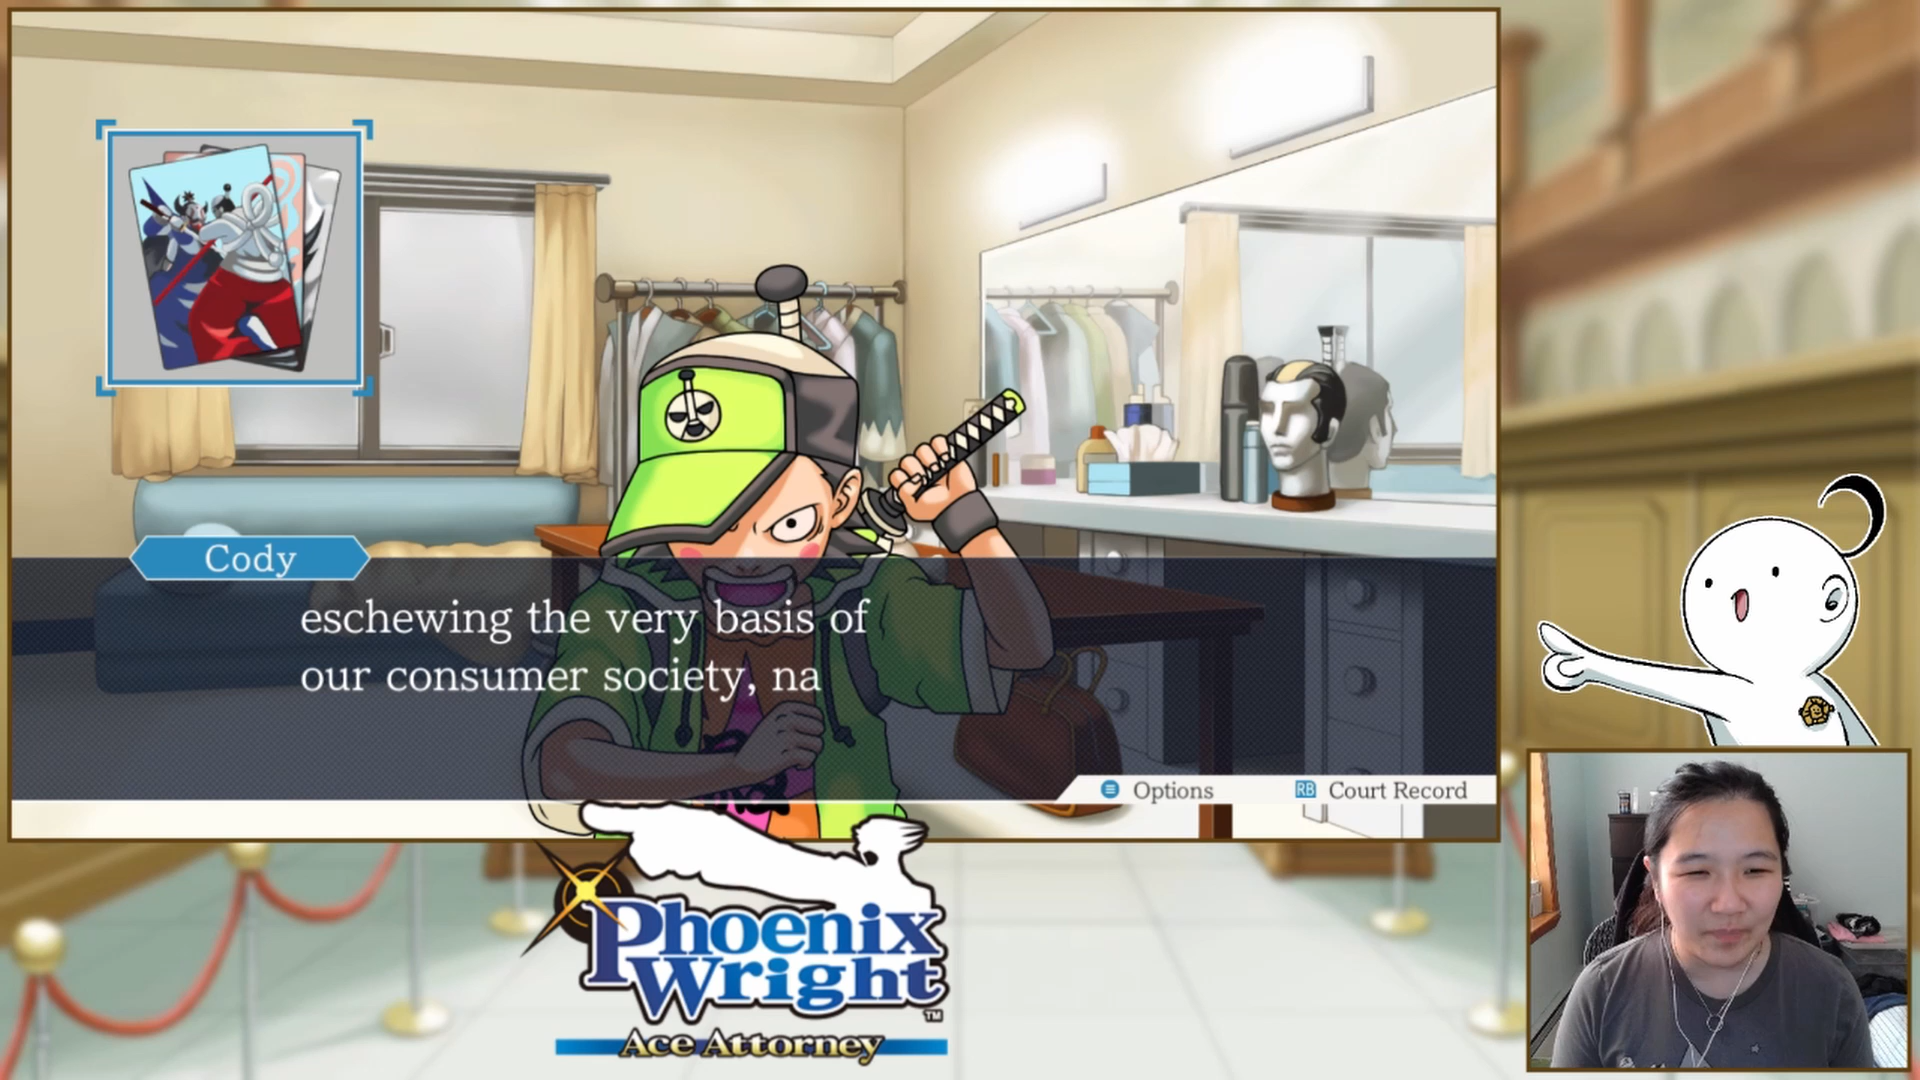 Cody
eschewing the very basis of
our consumer society, na
Options
RB Court Record
Phoenix
Wright
TM
Ace Attorney